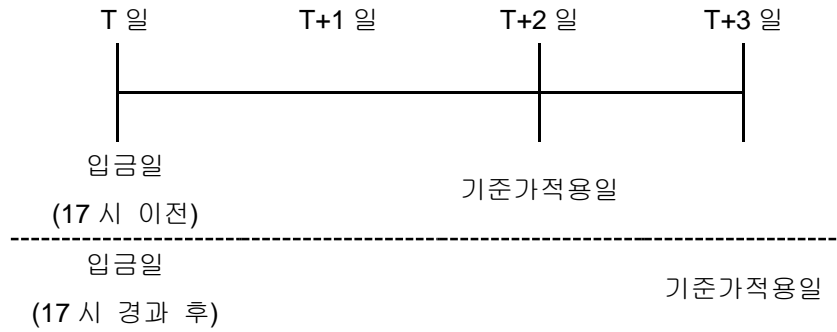 T 일 T+1 일 T+2 일 T+3 일
입금일
(17 시 이전)
기준가적용일
입금일
(17 시 경과 후)
기준가적용일